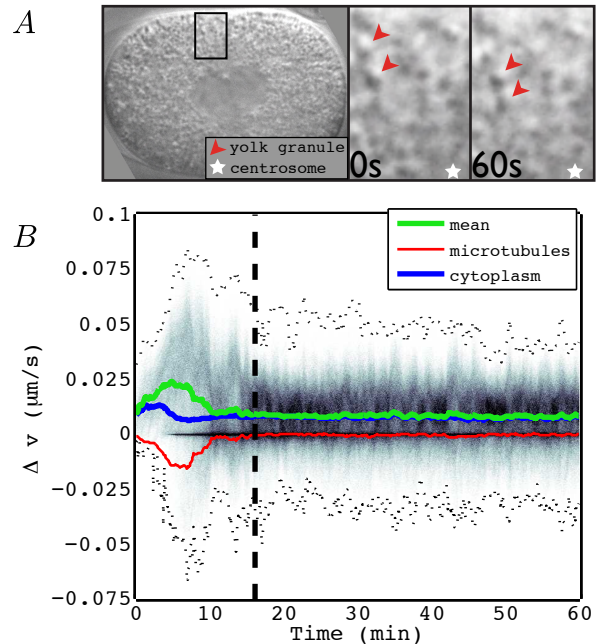 A
yolk granule
centrosome
0s
60s
B
0.1
0.075
0.05
0.025
0
−0.025
−0.05
−0.075
Δ v (μm/s)
mean
microtubules
cytoplasm
0 10 20 30 40 50 60
Time (min)